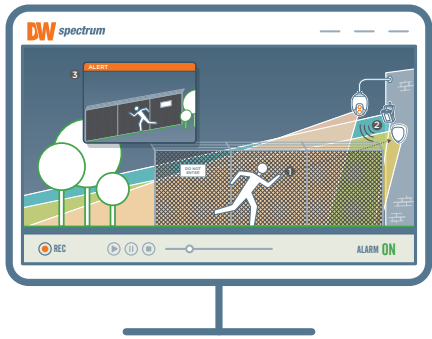 DW spectrum
ALERT
3
2
DO NOT
ENTER
1
REC
ALARM ON